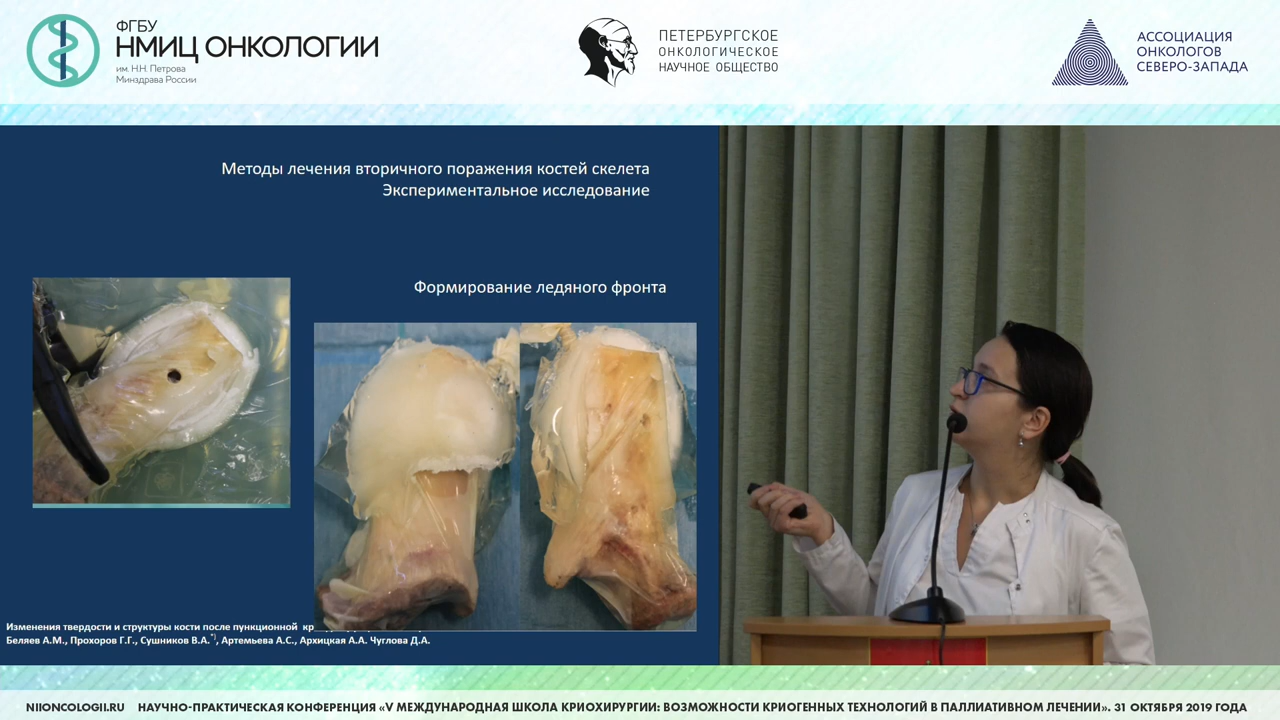 ФГБУ
НМИЦ ОНКОЛОГИИ
им. Н.Н. Петрова
Минздрава России
ПЕТЕРБУРГСКОЕ
ОНКОЛОГИЧЕСКОЕ
НАУЧНОЕ ОБЩЕСТВО
АССОЦИАЦИЯ
ОНКОЛОГОВ
СЕВЕРО-ЗАПАДА
Методы лечения вторичного поражения костей скелета
Экспериментальное исследование
Формирование ледяного фронта
Изменения твердости и структуры кости после пункционной
Беляев А.М., Прохоров Г.Г., Сушников В.А.*⁾, Артемьева А.С., Архицкая А.А. Чуглова Д.А.
NIIONCOLOGII.RU НАУЧНО-ПРАКТИЧЕСКАЯ КОНФЕРЕНЦИЯ «V МЕЖДУНАРОДНАЯ ШКОЛА КРИОХИРУРГИИ: ВОЗМОЖНОСТИ КРИОГЕННЫХ ТЕХНОЛОГИЙ В ПАЛЛИАТИВНОМ ЛЕЧЕНИИ». 31 ОКТЯБРЯ 2019 ГОДА